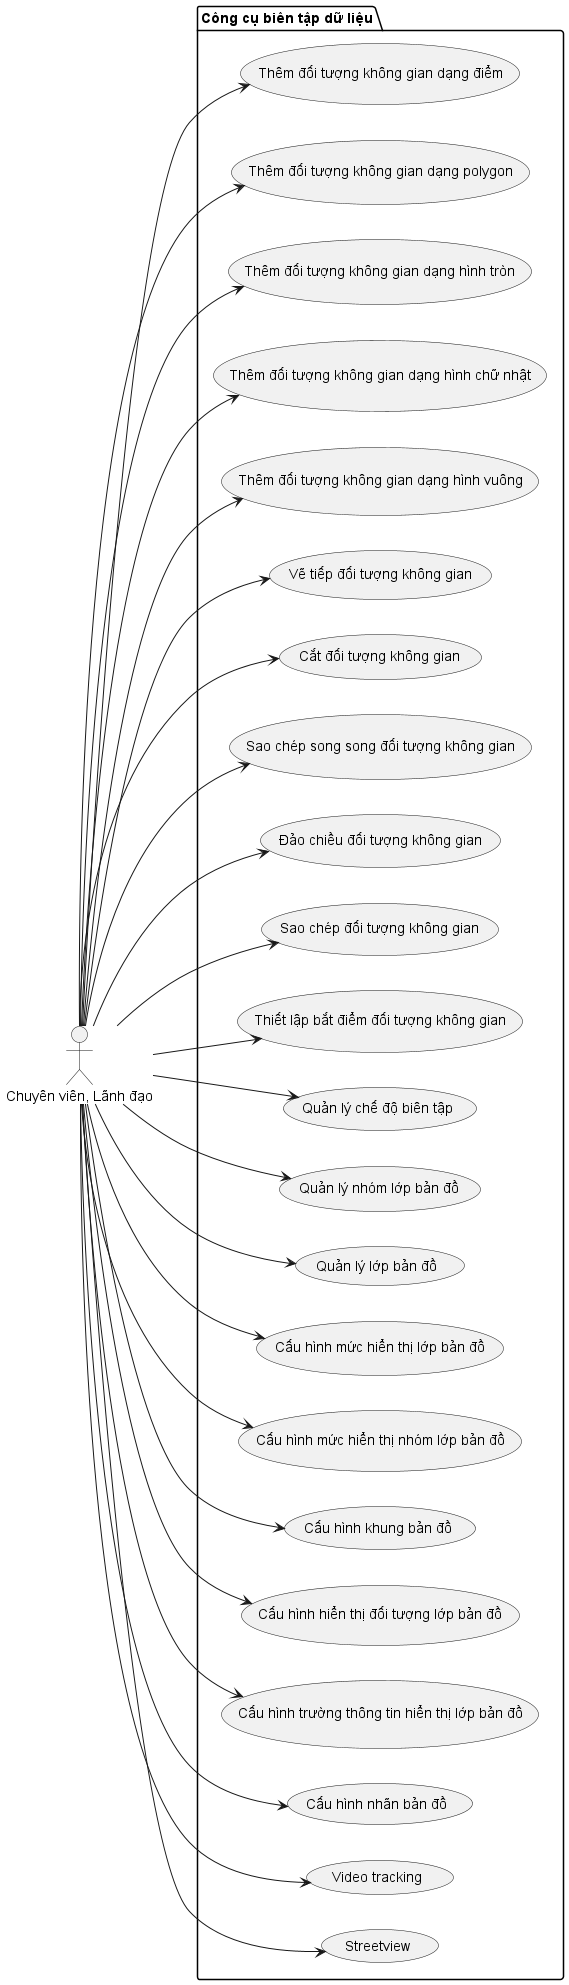 Công cụ biên tập dữ liệu
Thêm đối tượng không gian dạng điểm
Thêm đối tượng không gian dạng polygon
Thêm đối tượng không gian dạng hình tròn
Thêm đối tượng không gian dạng hình chữ nhật
Thêm đối tượng không gian dạng hình vuông
Vẽ tiếp đối tượng không gian
Cắt đối tượng không gian
Sao chép song song đối tượng không gian
Đảo chiều đối tượng không gian
Sao chép đối tượng không gian
Thiết lập bắt điểm đối tượng không gian
Chuyên viên, Lãnh đạo
Quản lý chế độ biên tập
Quản lý nhóm lớp bản đồ
Quản lý lớp bản đồ
Cấu hình mức hiển thị lớp bản đồ
Cấu hình mức hiển thị nhóm lớp bản đồ
Cấu hình khung bản đồ
Cấu hình hiển thị đối tượng lớp bản đồ
Cấu hình trường thông tin hiển thị lớp bản đồ
Cấu hình nhãn bản đồ
Video tracking
Streetview